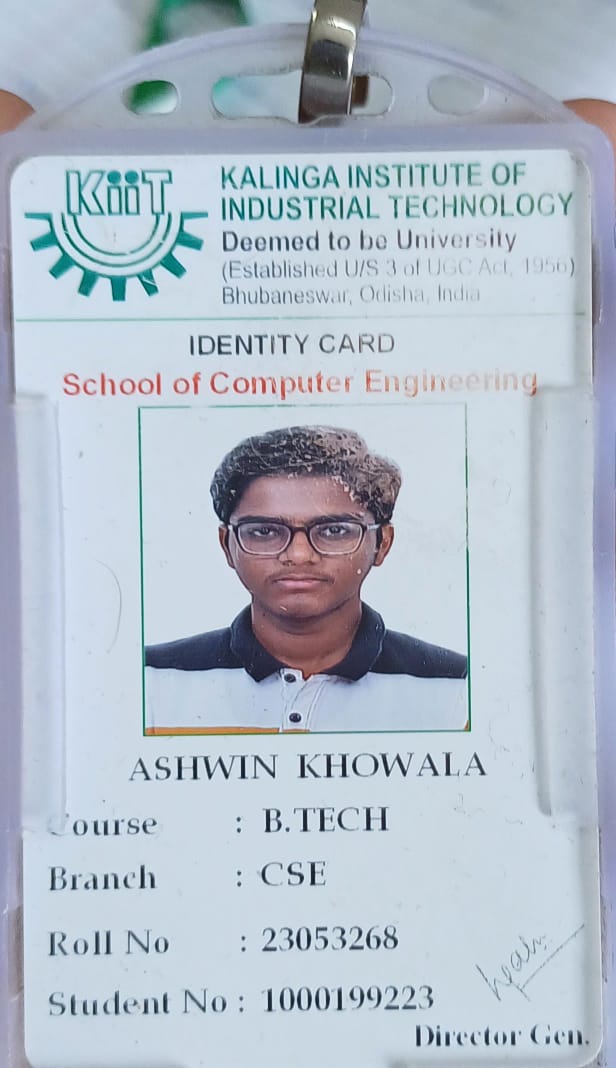 KiiT
KALINGA INSTITUTE OF
INDUSTRIAL TECHNOLOGY
Deemed to be University
(Established U/S 3 of UGC Act, 1956)
Bhubaneswar, Odisha, India
IDENTITY CARD
School of Computer Engineering
ASHWIN KHOWALA
Course : B.TECH
Branch : CSE
Roll No : 23053268
Student No : 1000199223
Director Gen.